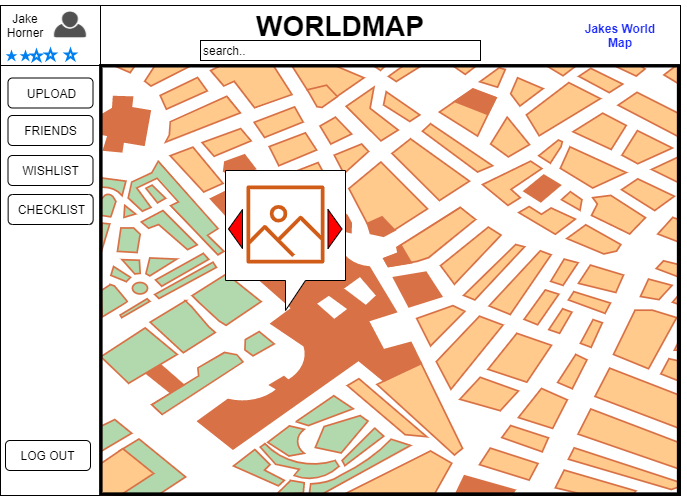 Jake
Horner
WORLDMAP
search..
Jakes World
Map
UPLOAD
FRIENDS
WISHLIST
CHECKLIST
LOG OUT